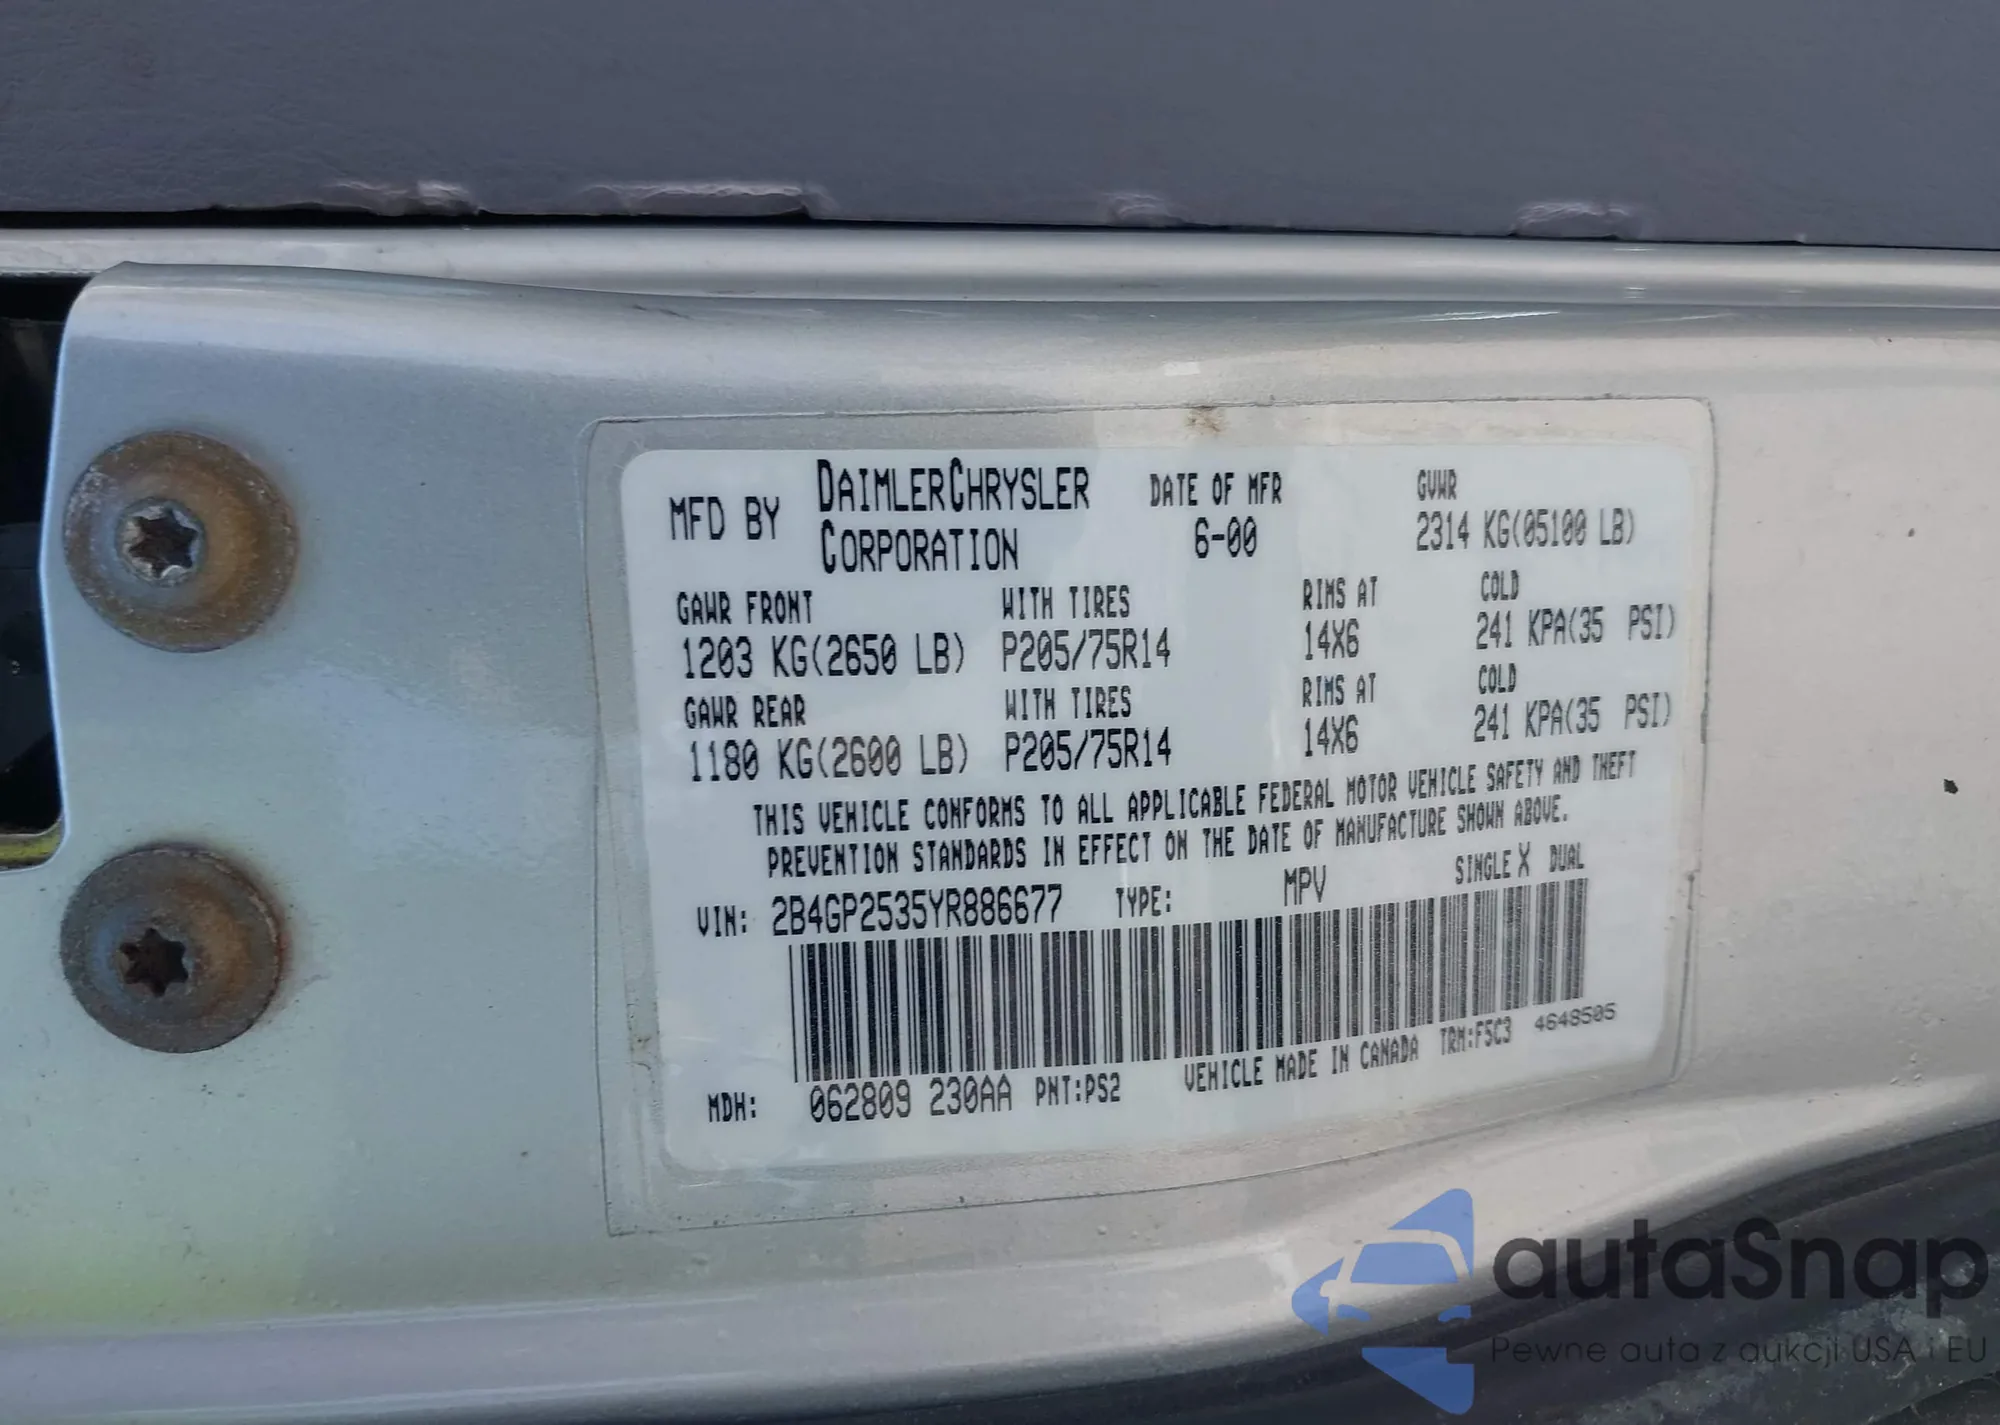 MFD BY DAIMLERCHRYSLER CORPORATION
DATE OF MFR 6-00
GVWR 2314 KG(05100 LB)
GAWR FRONT WITH TIRES RIMS AT COLD
1203 KG(2650 LB) P205/75R14 14X6 241 KPA(35 PSI)
GAWR REAR WITH TIRES RIMS AT COLD
1180 KG(2600 LB) P205/75R14 14X6 241 KPA(35 PSI)
THIS VEHICLE CONFORMS TO ALL APPLICABLE FEDERAL MOTOR VEHICLE SAFETY AND THEFT
PREVENTION STANDARDS IN EFFECT ON THE DATE OF MANUFACTURE SHOWN ABOVE.
VIN: 2B4GP2535YR886677 TYPE: MPV SINGLE X DUAL
MDH: 062809 230AA PNT:PS2 VEHICLE MADE IN CANADA TRM:F5C3 4648505
autaSnap
Pewne auta z aukcji USA i EU